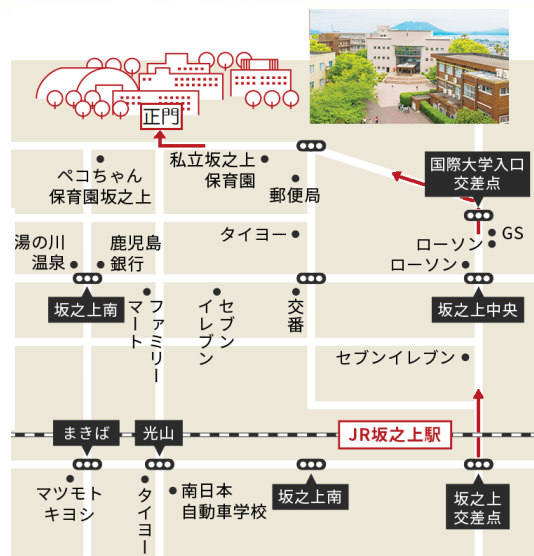 正門
私立坂之上
保育園
ペコちゃん
保育園坂之上
郵便局
国際大学入口
交差点
タイヨー
GS
ローソン
ローソン
湯の川
温泉
鹿児島
銀行
坂之上南
ファミリー
マート
セブン
イレブン
交番
坂之上中央
セブンイレブン
まきば
光山
JR坂之上駅
マツモト
キヨシ
タイヨー
南日本
自動車学校
坂之上南
坂之上
交差点